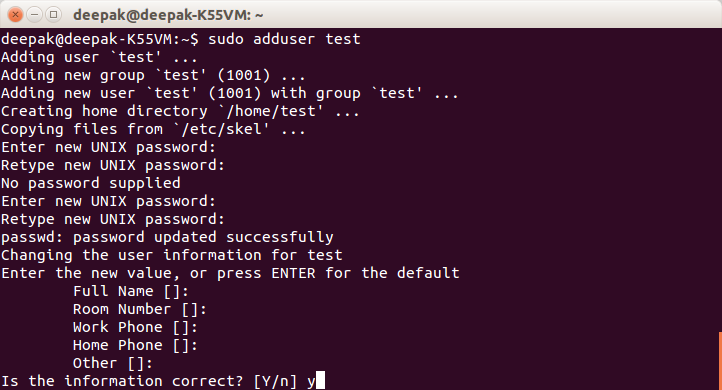 deepak@deepak-K55VM: ~
deepak@deepak-K55VM:~$ sudo adduser test
Adding user `test' ...
Adding new group `test' (1001) ...
Adding new user `test' (1001) with group `test' ...
Creating home directory `/home/test' ...
Copying files from `/etc/skel' ...
Enter new UNIX password:
Retype new UNIX password:
No password supplied
Enter new UNIX password:
Retype new UNIX password:
passwd: password updated successfully
Changing the user information for test
Enter the new value, or press ENTER for the default
        Full Name []:
        Room Number []:
        Work Phone []:
        Home Phone []:
        Other []:
Is the information correct? [Y/n] y